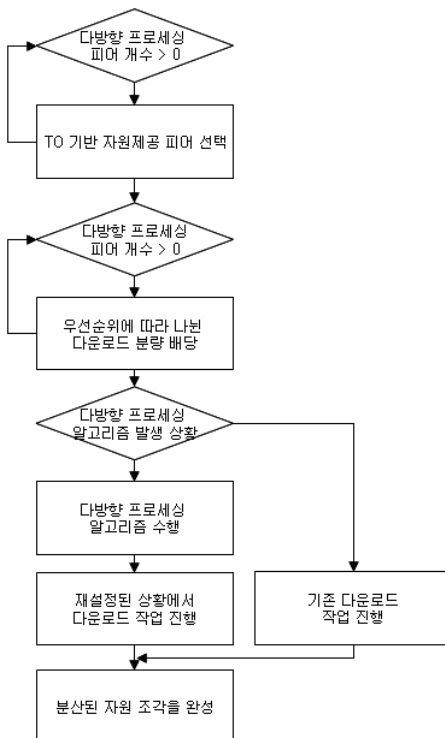 다방향 프로세싱
피어 개수 > 0
TO 기반 자원제공 피어 선택
다방향 프로세싱
피어 개수 > 0
우선순위에 따라 나뉜
다운로드 분량 배당
다방향 프로세싱
알고리즘 발생 상황
다방향 프로세싱
알고리즘 수행
재설정된 상황에서
다운로드 작업 진행
기존 다운로드
작업 진행
분산된 자원 조각을 완성